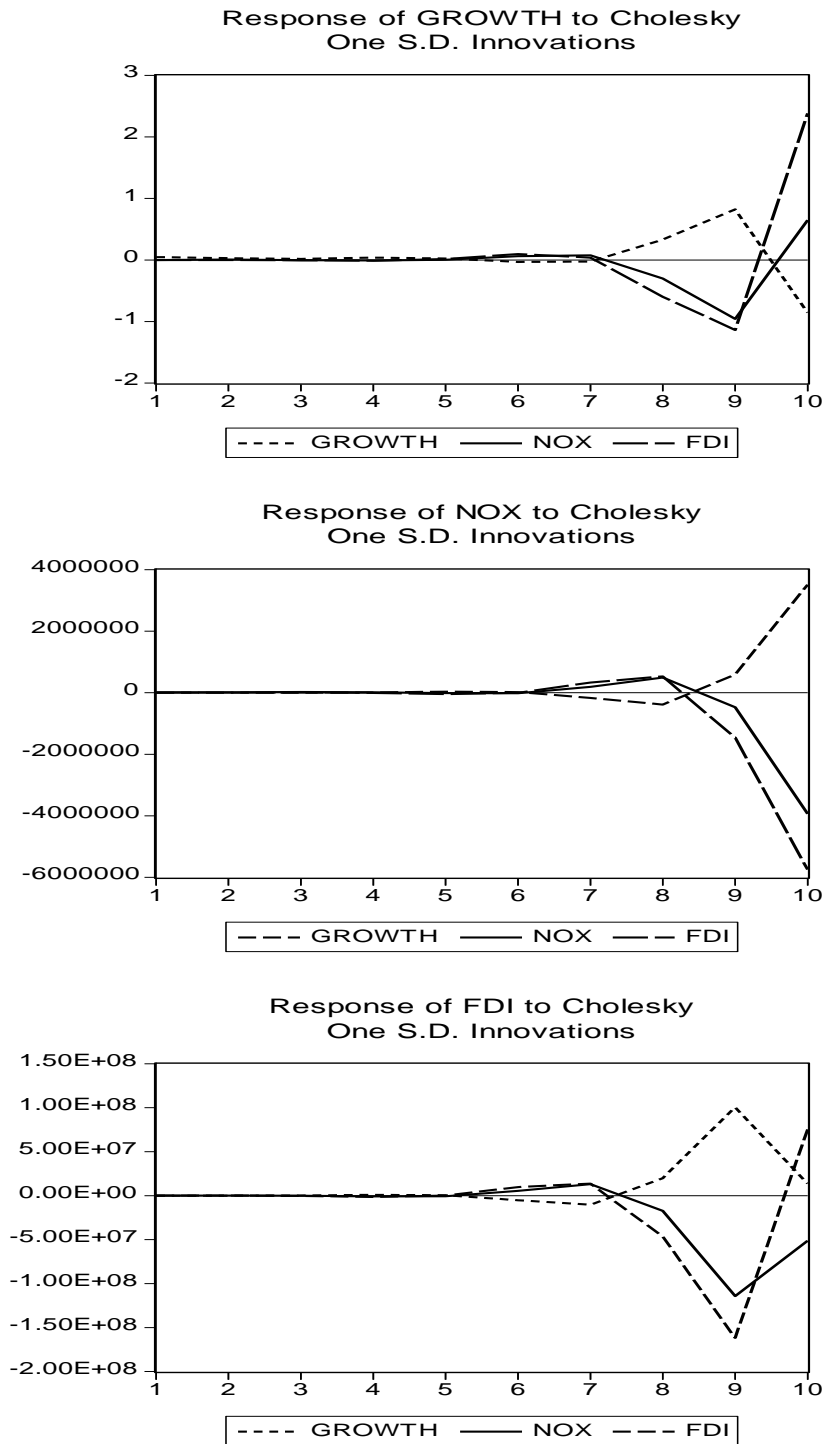 Response of GROWTH to Cholesky
One S.D. Innovations
3
2
1
0
-1
-2
1 2 3 4 5 6 7 8 9 10
GROWTH NOX FDI
Response of NOX to Cholesky
One S.D. Innovations
4000000
2000000
0
-2000000
-4000000
-6000000
1 2 3 4 5 6 7 8 9 10
GROWTH NOX FDI
Response of FDI to Cholesky
One S.D. Innovations
1.50E+08
1.00E+08
5.00E+07
0.00E+00
-5.00E+07
-1.00E+08
-1.50E+08
-2.00E+08
1 2 3 4 5 6 7 8 9 10
GROWTH NOX FDI